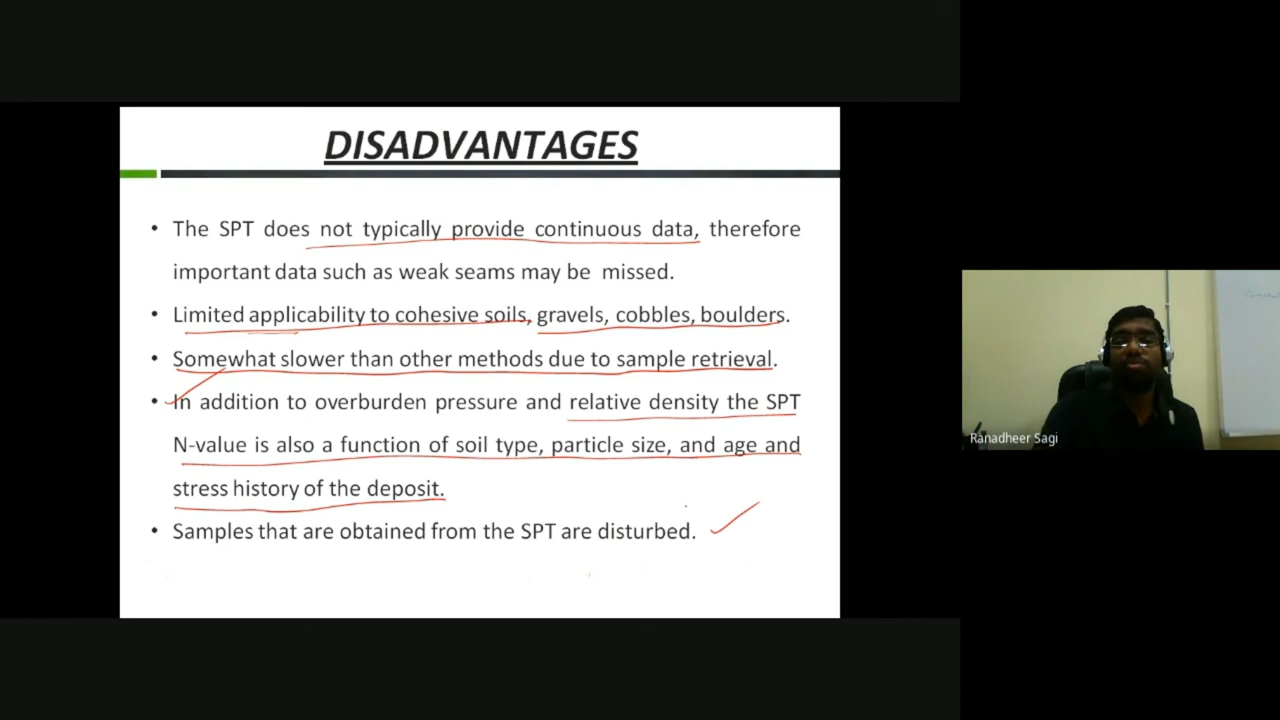 DISADVANTAGES
• The SPT does not typically provide continuous data, therefore
important data such as weak seams may be missed.
• Limited applicability to cohesive soils, gravels, cobbles, boulders.
• Somewhat slower than other methods due to sample retrieval.
• In addition to overburden pressure and relative density the SPT
N-value is also a function of soil type, particle size, and age and
stress history of the deposit.
• Samples that are obtained from the SPT are disturbed.
Ranadheer Sagi